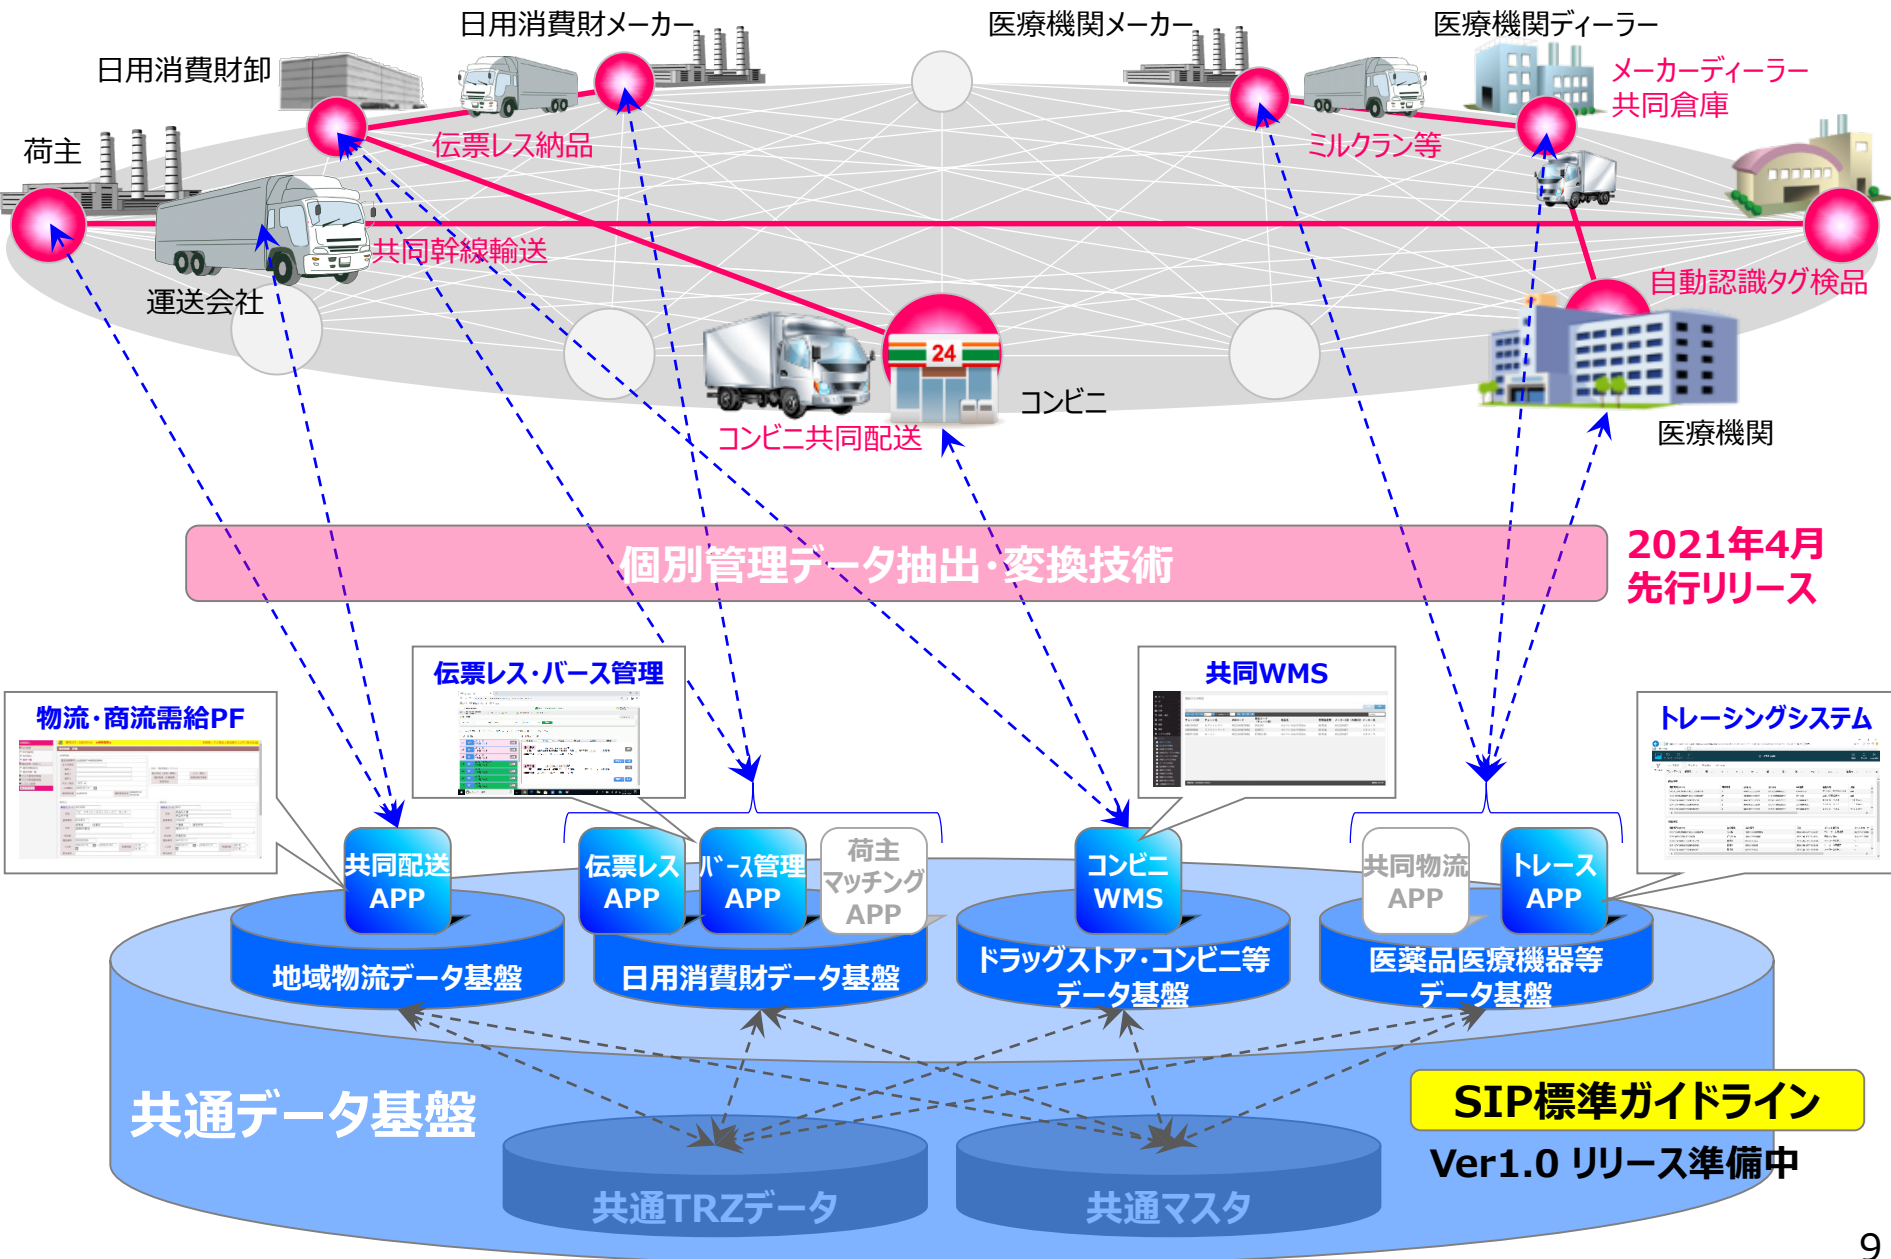 日用消費財メーカー
医療機関メーカー
医療機関ディーラー
日用消費財卸
メーカーディーラー
共同倉庫
荷主
伝票レス納品
ミルクラン等
共同幹線輸送
自動認識タグ検品
運送会社
24
コンビニ
コンビニ共同配送
医療機関
個別管理データ抽出・変換技術
2021年4月
先行リリース
伝票レス・バース管理
共同WMS
物流・商流需給PF
トレーシングシステム
共同配送
APP
伝票レス
APP
バース管理
APP
荷主
マッチング
APP
コンビニ
WMS
共同物流
APP
トレース
APP
地域物流データ基盤
日用消費財データ基盤
ドラッグストア・コンビニ等
データ基盤
医薬品医療機器等
データ基盤
共通データ基盤
SIP標準ガイドライン
Ver1.0 リリース準備中
共通TRZデータ
共通マスタ
9